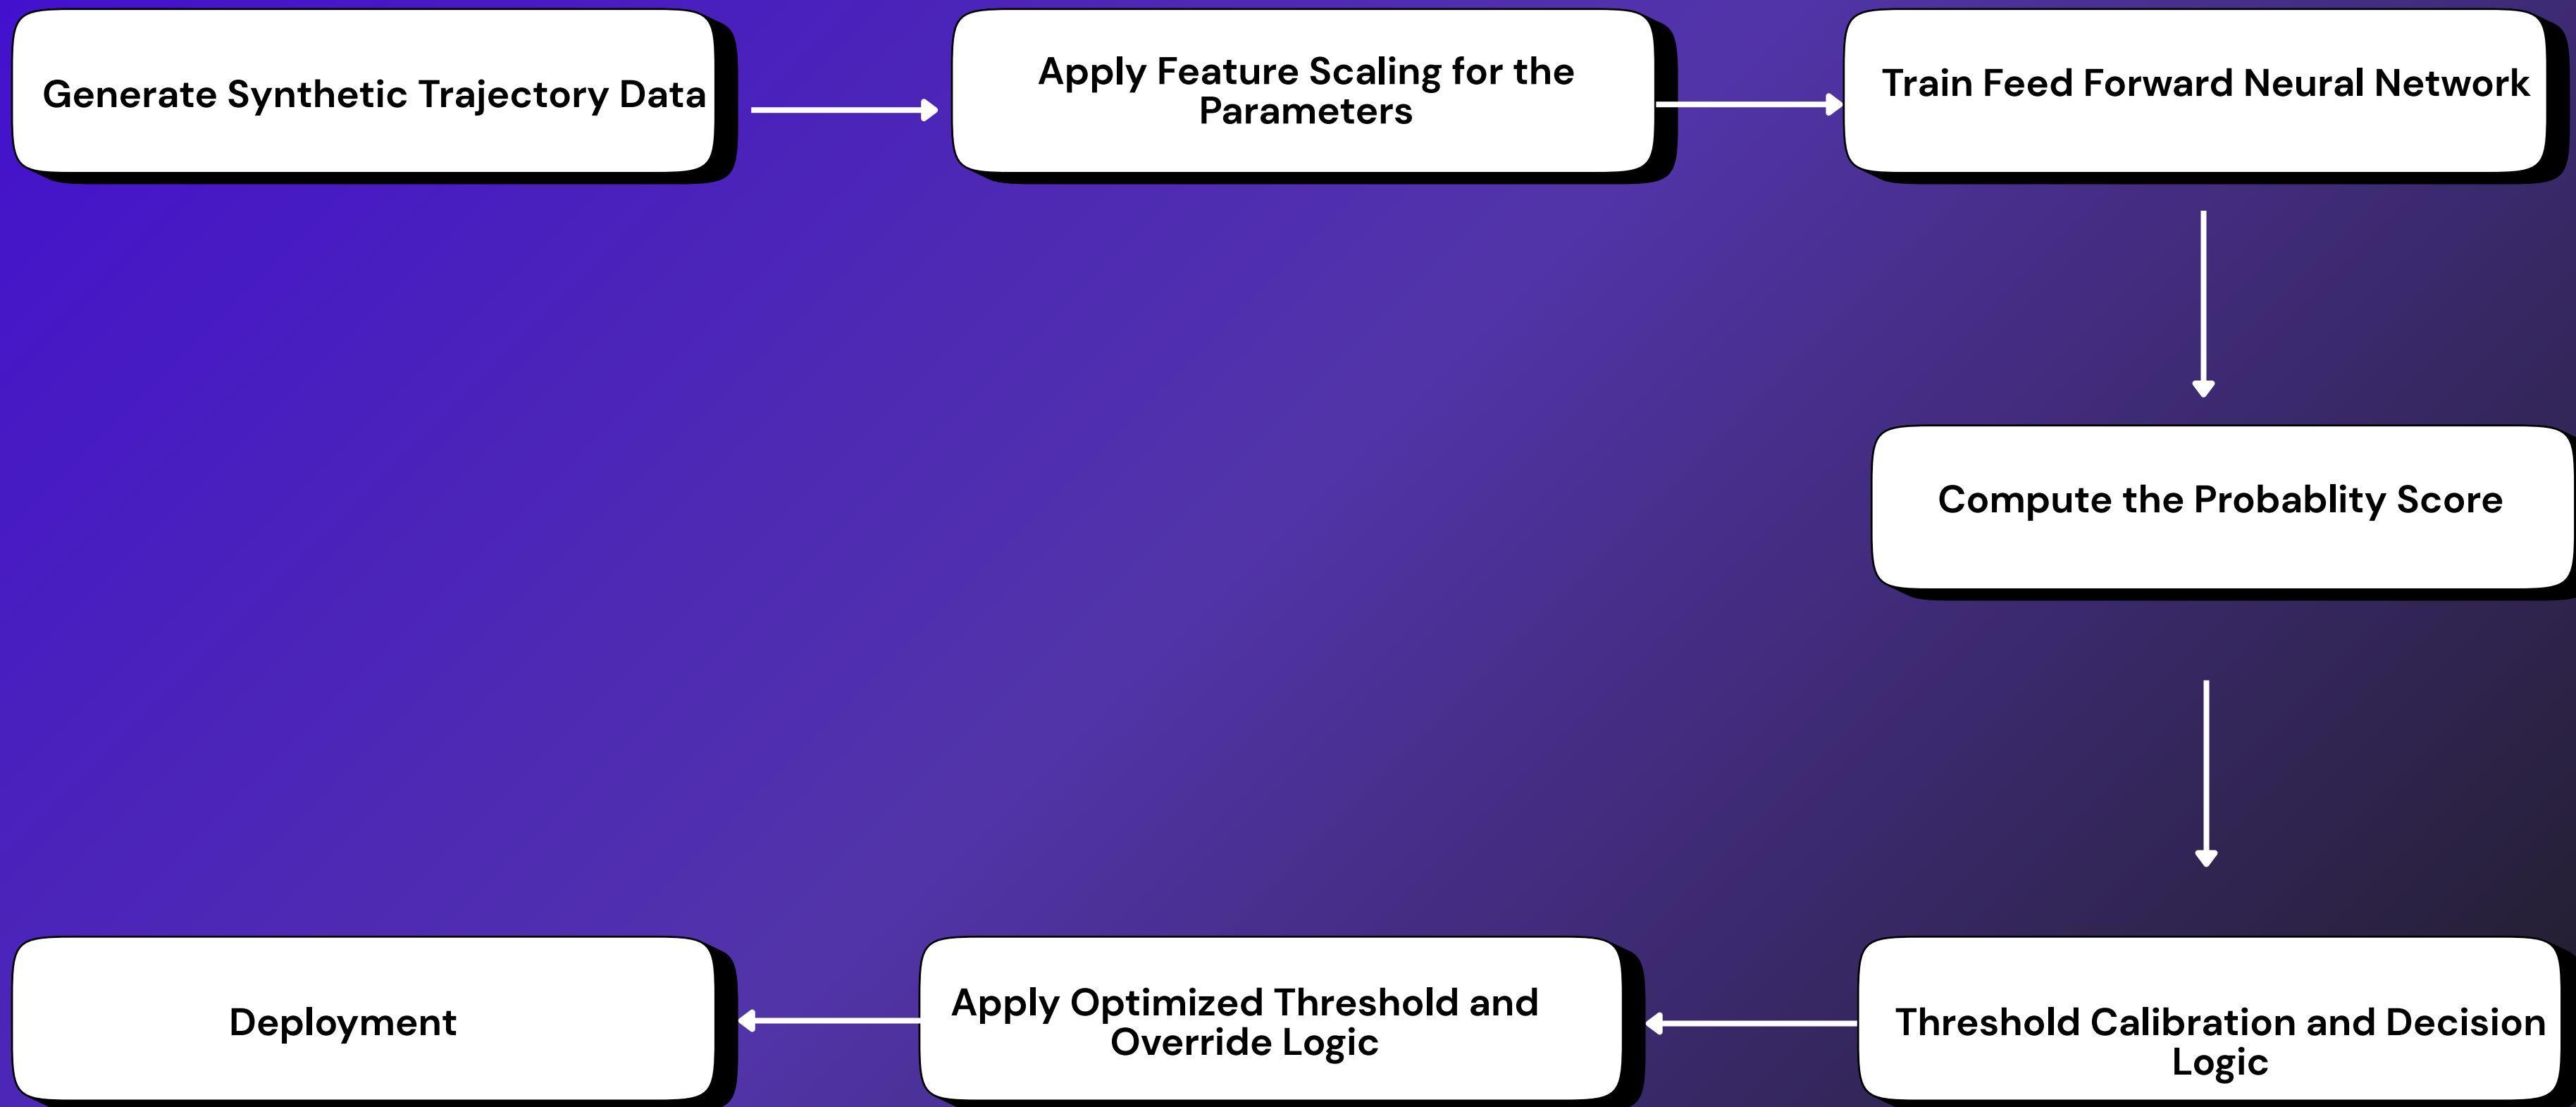 Generate Synthetic Trajectory Data
Apply Feature Scaling for the
Parameters
Train Feed Forward Neural Network
Compute the Probablity Score
Threshold Calibration and Decision
Logic
Apply Optimized Threshold and
Override Logic
Deployment